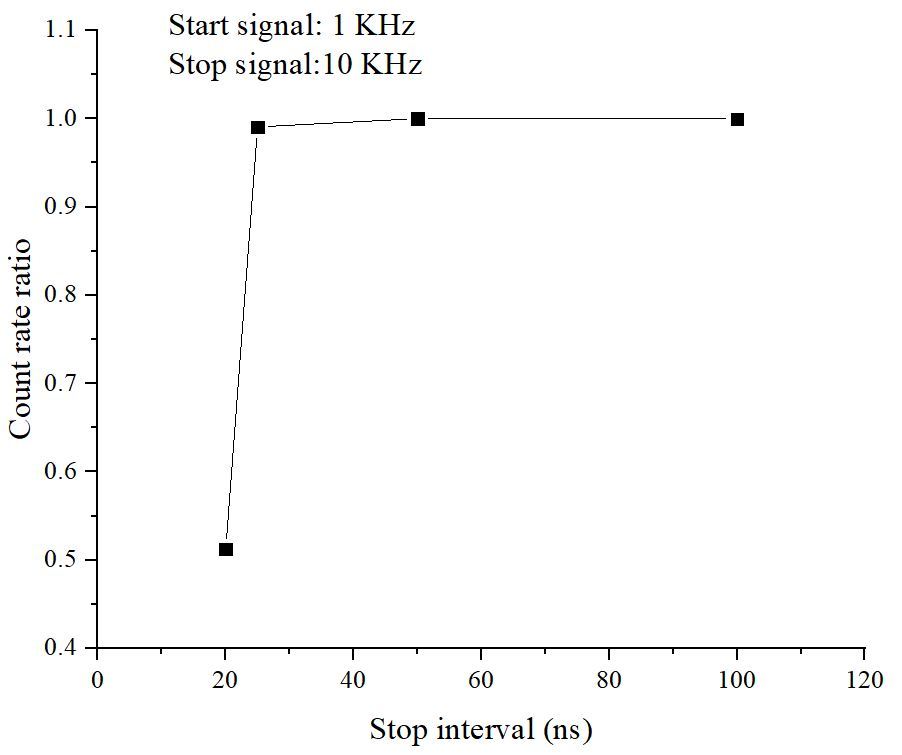 Start signal: 1 KHz
Stop signal:10 KHz
1.1
1.0
0.9
0.8
0.7
0.6
0.5
0.4
Count rate ratio
0 20 40 60 80 100 120
Stop interval (ns)